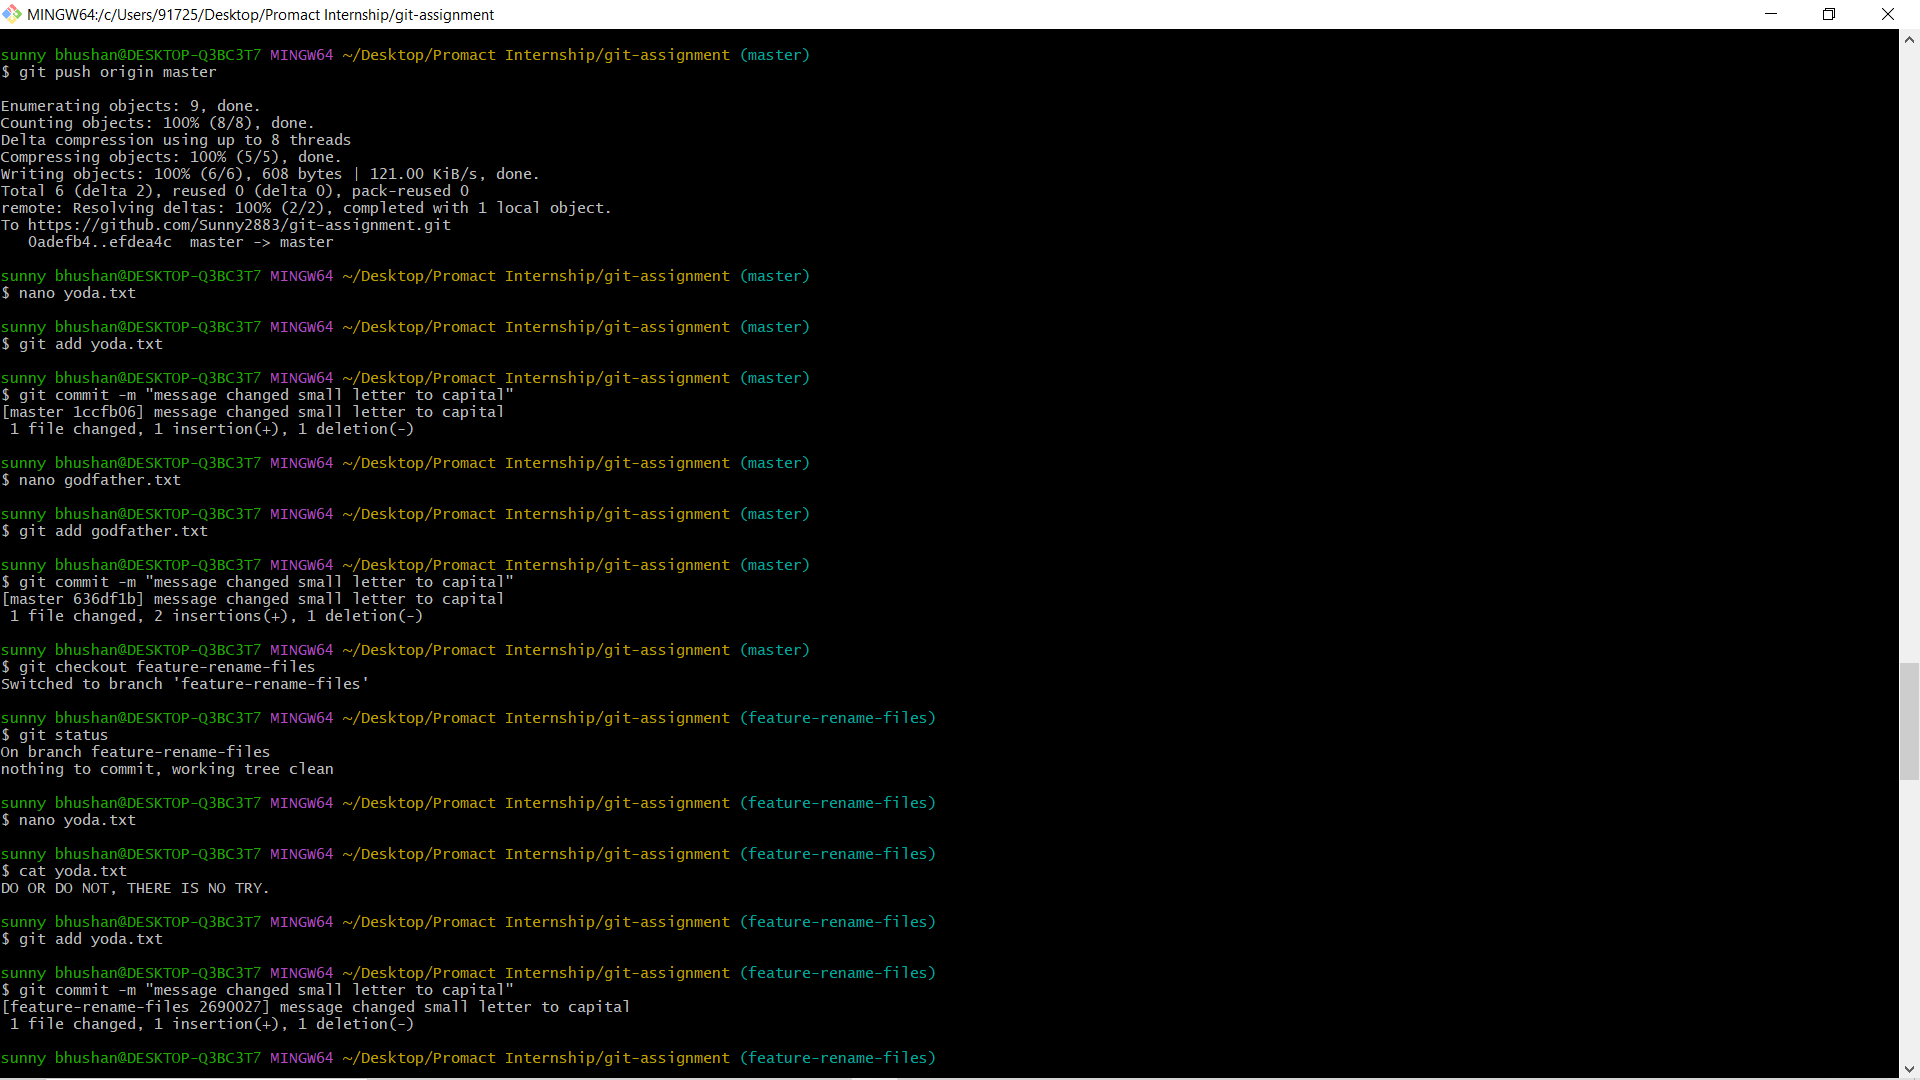 MINGW64:/c/Users/91725/Desktop/Promact Internship/git-assignment
sunny bhushan@DESKTOP-Q3BC3T7 MINGW64 ~/Desktop/Promact Internship/git-assignment (master)
$ git push origin master
Enumerating objects: 9, done.
Counting objects: 100% (8/8), done.
Delta compression using up to 8 threads
Compressing objects: 100% (5/5), done.
Writing objects: 100% (6/6), 608 bytes | 121.00 KiB/s, done.
Total 6 (delta 2), reused 0 (delta 0), pack-reused 0
remote: Resolving deltas: 100% (2/2), completed with 1 local object.
To https://github.com/Sunny2883/git-assignment.git
   0adefb4..efdea4c  master -> master
sunny bhushan@DESKTOP-Q3BC3T7 MINGW64 ~/Desktop/Promact Internship/git-assignment (master)
$ nano yoda.txt
sunny bhushan@DESKTOP-Q3BC3T7 MINGW64 ~/Desktop/Promact Internship/git-assignment (master)
$ git add yoda.txt
sunny bhushan@DESKTOP-Q3BC3T7 MINGW64 ~/Desktop/Promact Internship/git-assignment (master)
$ git commit -m "message changed small letter to capital"
[master 1ccfb06] message changed small letter to capital
 1 file changed, 1 insertion(+), 1 deletion(-)
sunny bhushan@DESKTOP-Q3BC3T7 MINGW64 ~/Desktop/Promact Internship/git-assignment (master)
$ nano godfather.txt
sunny bhushan@DESKTOP-Q3BC3T7 MINGW64 ~/Desktop/Promact Internship/git-assignment (master)
$ git add godfather.txt
sunny bhushan@DESKTOP-Q3BC3T7 MINGW64 ~/Desktop/Promact Internship/git-assignment (master)
$ git commit -m "message changed small letter to capital"
[master 636df1b] message changed small letter to capital
 1 file changed, 2 insertions(+), 1 deletion(-)
sunny bhushan@DESKTOP-Q3BC3T7 MINGW64 ~/Desktop/Promact Internship/git-assignment (master)
$ git checkout feature-rename-files
Switched to branch 'feature-rename-files'
sunny bhushan@DESKTOP-Q3BC3T7 MINGW64 ~/Desktop/Promact Internship/git-assignment (feature-rename-files)
$ git status
On branch feature-rename-files
nothing to commit, working tree clean
sunny bhushan@DESKTOP-Q3BC3T7 MINGW64 ~/Desktop/Promact Internship/git-assignment (feature-rename-files)
$ nano yoda.txt
sunny bhushan@DESKTOP-Q3BC3T7 MINGW64 ~/Desktop/Promact Internship/git-assignment (feature-rename-files)
$ cat yoda.txt
DO OR DO NOT, THERE IS NO TRY.
sunny bhushan@DESKTOP-Q3BC3T7 MINGW64 ~/Desktop/Promact Internship/git-assignment (feature-rename-files)
$ git add yoda.txt
sunny bhushan@DESKTOP-Q3BC3T7 MINGW64 ~/Desktop/Promact Internship/git-assignment (feature-rename-files)
$ git commit -m "message changed small letter to capital"
[feature-rename-files 2690027] message changed small letter to capital
 1 file changed, 1 insertion(+), 1 deletion(-)
sunny bhushan@DESKTOP-Q3BC3T7 MINGW64 ~/Desktop/Promact Internship/git-assignment (feature-rename-files)